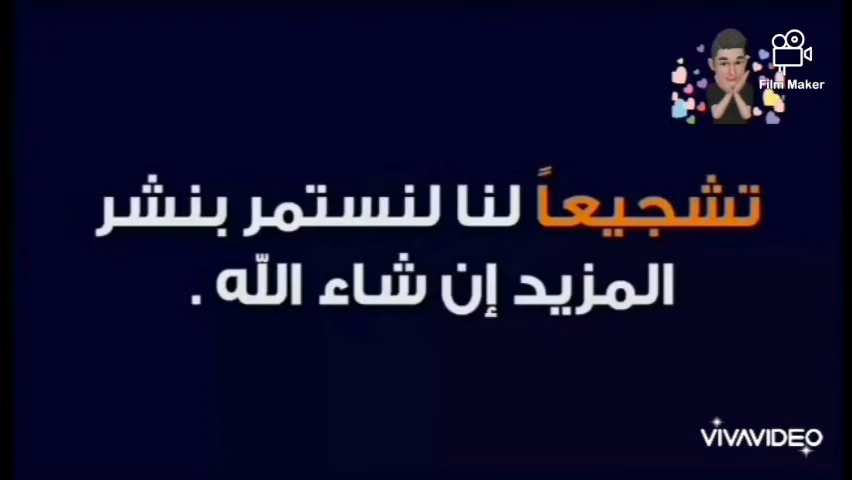 Film Maker
تشجيعاً لنا لنستمر بنشر
المزيد إن شاء الله .
VIVAVIDEO